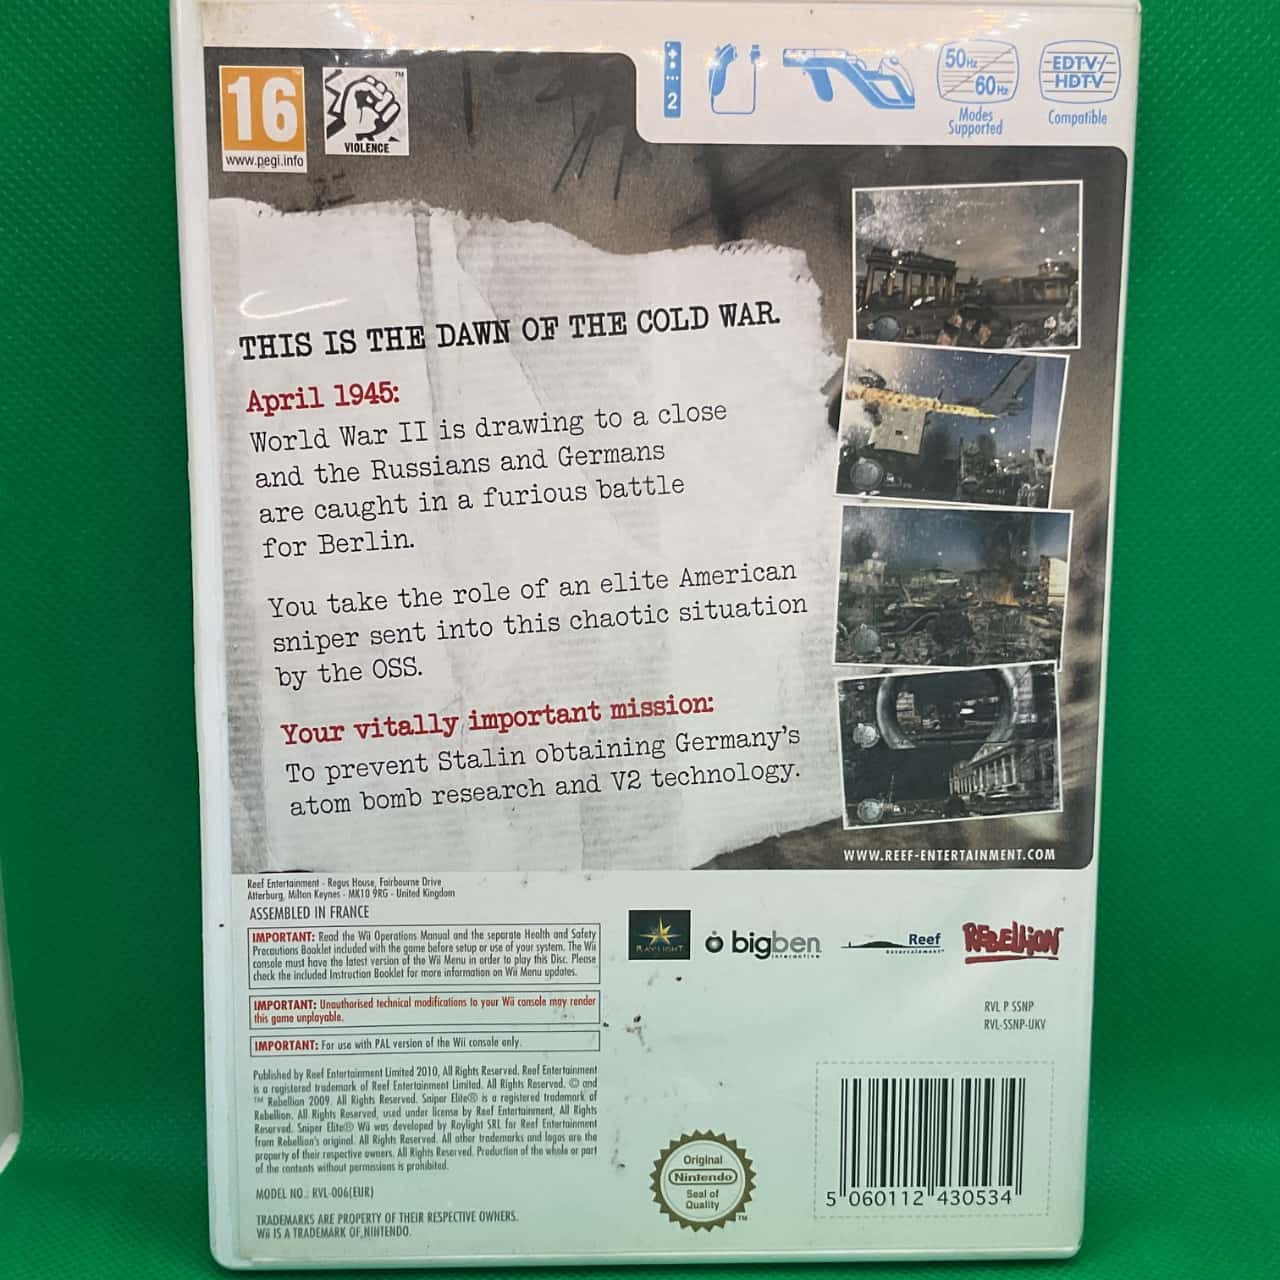 16
www.pegi.info
VIOLENCE
TM
2
50Hz
60Hz
Modes
Supported
EDTV/
HDTV
Compatible
THIS IS THE DAWN OF THE COLD WAR.
April 1945:
World War II is drawing to a close
and the Russians and Germans
are caught in a furious battle
for Berlin.
You take the role of an elite American
sniper sent into this chaotic situation
by the OSS.
Your vitally important mission:
To prevent Stalin obtaining Germany's
atom bomb research and V2 technology.
WWW.REEF-ENTERTAINMENT.COM
Reef Entertainment - Regus House, Fairbourne Drive
Atterburg, Milton Keynes - MK10 9RG - United Kingdom
ASSEMBLED IN FRANCE
IMPORTANT: Read the Wii Operations Manual and the separate Health and Safety
Precautions Booklet included with the game before setup or use of your system. The Wii
console must have the latest version of the Wii Menu in order to play this Disc. Please
check the included Instruction Booklet for more information on Wii Menu updates.
IMPORTANT: Unauthorised technical modifications to your Wii console may render
this game unplayable.
IMPORTANT: For use with PAL version of the Wii console only.
Published by Reef Entertainment Limited 2010, All Rights Reserved. Reef Entertainment
is a registered trademark of Reef Entertainment Limited. All Rights Reserved. © and
TM Rebellion 2009. All Rights Reserved. Sniper Elite® is a registered trademark of
Rebellion. All Rights Reserved, used under license by Reef Entertainment, All Rights
Reserved. Sniper Elite® Wii was developed by Raylight SRL for Reef Entertainment
from Rebellion's original. All Rights Reserved. All other trademarks and logos are the
property of their respective owners. All Rights Reserved. Production of the whole or part
of the contents without permissions is prohibited.
MODEL NO.: RVL-006(EUR)
TRADEMARKS ARE PROPERTY OF THEIR RESPECTIVE OWNERS.
Wii IS A TRADEMARK OF NINTENDO.
RAYLIGHT
bigben
interactive
Reef
entertainment
REBELLION
RVL P SSNP
RVL-SSNP-UKV
Original
Nintendo
Seal of
Quality
TM
5 060112 430534